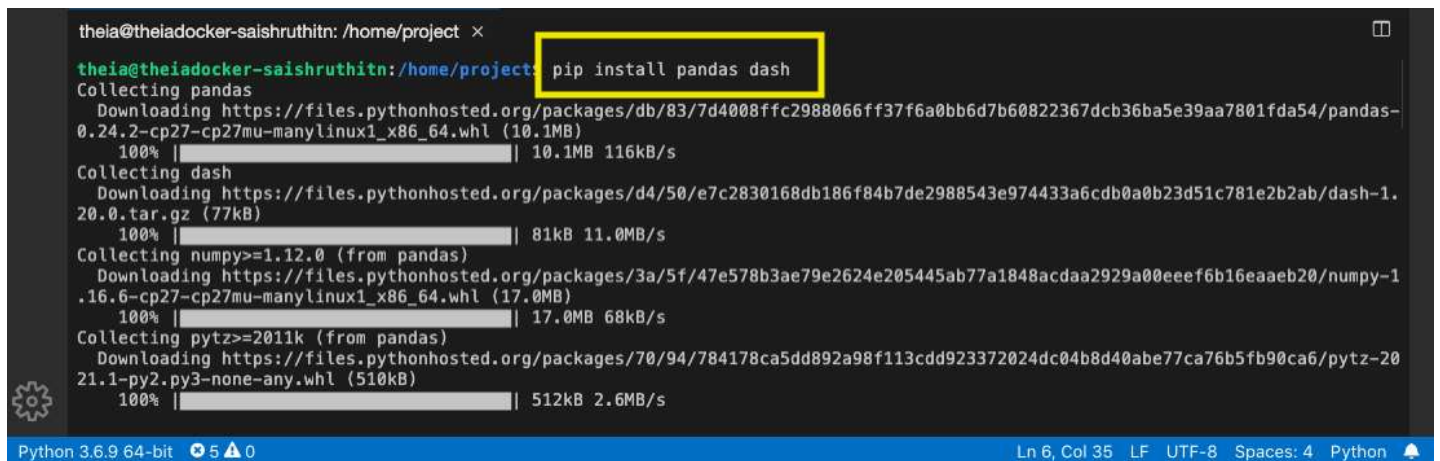 theia@theiadocker-saishruthitn: /home/project ×
theia@theiadocker-saishruthitn:/home/project$ pip install pandas dash
Collecting pandas
  Downloading https://files.pythonhosted.org/packages/db/83/7d4008ffc2988066ff37f6a0bb6d7b60822367dcb36ba5e39aa7801fda54/pandas-
0.24.2-cp27-cp27mu-manylinux1_x86_64.whl (10.1MB)
    100% || 10.1MB 116kB/s
Collecting dash
  Downloading https://files.pythonhosted.org/packages/d4/50/e7c2830168db186f84b7de2988543e974433a6cdb0a0b23d51c781e2b2ab/dash-1.
20.0.tar.gz (77kB)
    100% || 81kB 11.0MB/s
Collecting numpy>=1.12.0 (from pandas)
  Downloading https://files.pythonhosted.org/packages/3a/5f/47e578b3ae79e2624e205445ab77a1848acdaa2929a00eeef6b16eaaeb20/numpy-1
.16.6-cp27-cp27mu-manylinux1_x86_64.whl (17.0MB)
    100% || 17.0MB 68kB/s
Collecting pytz>=2011k (from pandas)
  Downloading https://files.pythonhosted.org/packages/70/94/784178ca5dd892a98f113cdd923372024dc04b8d40abe77ca76b5fb90ca6/pytz-20
21.1-py2.py3-none-any.whl (510kB)
    100% || 512kB 2.6MB/s
Python 3.6.9 64-bit 5 0 Ln 6, Col 35 LF UTF-8 Spaces: 4 Python